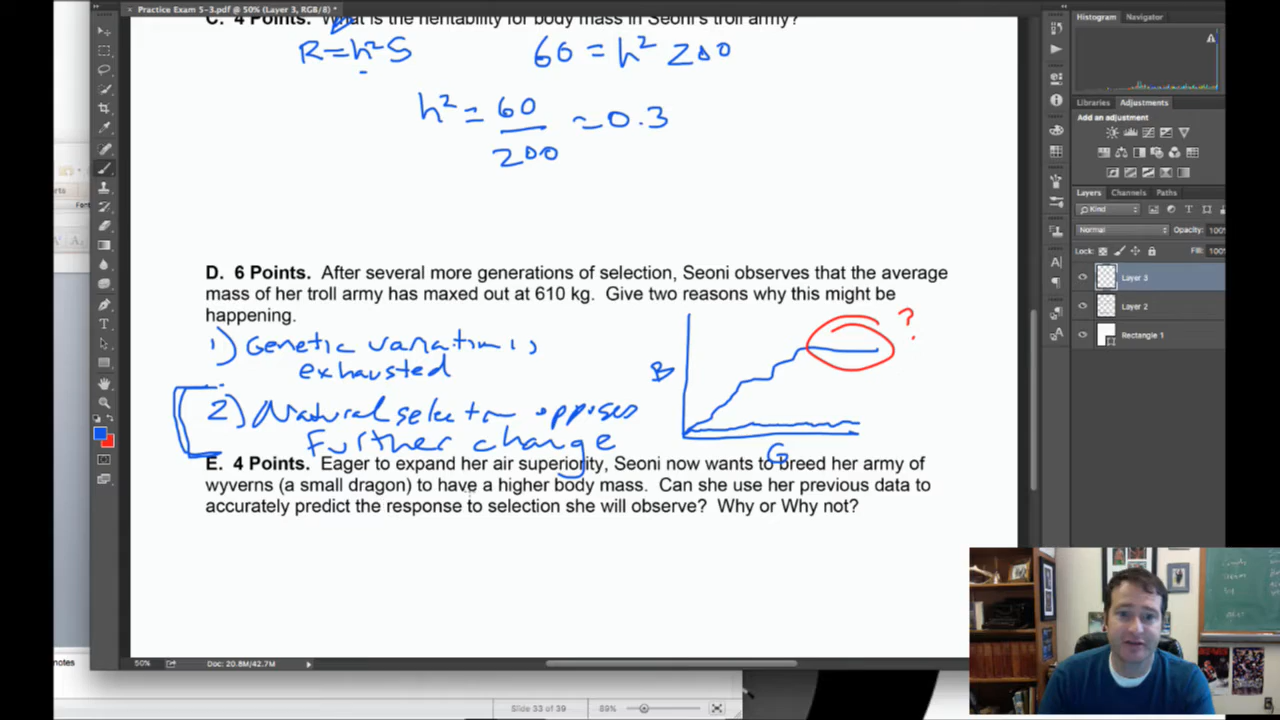 Practice Exam 5-3.pdf @ 50% (Layer 3, RGB/8) *
C. 4 Points. What is the heritability for body mass in Seoni's troll army?
R=h²S 60 = h² 200
h² = 60
200
~0.3
D. 6 Points. After several more generations of selection, Seoni observes that the average
mass of her troll army has maxed out at 610 kg. Give two reasons why this might be
happening.
1) Genetic variation is
exhausted
2) Natural selection opposes
further change
B
G
?
E. 4 Points. Eager to expand her air superiority, Seoni now wants to breed her army of
wyverns (a small dragon) to have a higher body mass. Can she use her previous data to
accurately predict the response to selection she will observe? Why or Why not?
50%
Doc: 20.8M/42.7M
notes
Slide 33 of 39
89%
Histogram
Navigator
Libraries
Adjustments
Add an adjustment
Layers
Channels
Paths
Kind
Normal
Opacity: 100%
Lock:
Fill: 100%
Layer 3
Layer 2
Rectangle 1